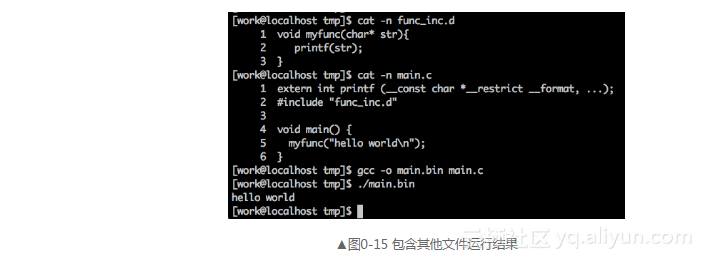 [work@localhost tmp]$ cat -n func_inc.d
1 void myfunc(char* str){
2 printf(str);
3 }
[work@localhost tmp]$ cat -n main.c
1 extern int printf (__const char *__restrict __format, ...);
2 #include "func_inc.d"
3
4 void main() {
5 myfunc("hello world\n");
6 }
[work@localhost tmp]$ gcc -o main.bin main.c
[work@localhost tmp]$ ./main.bin
hello world
[work@localhost tmp]$
▲图0-15 包含其他文件运行结果
云栖社区 yq.aliyun.com